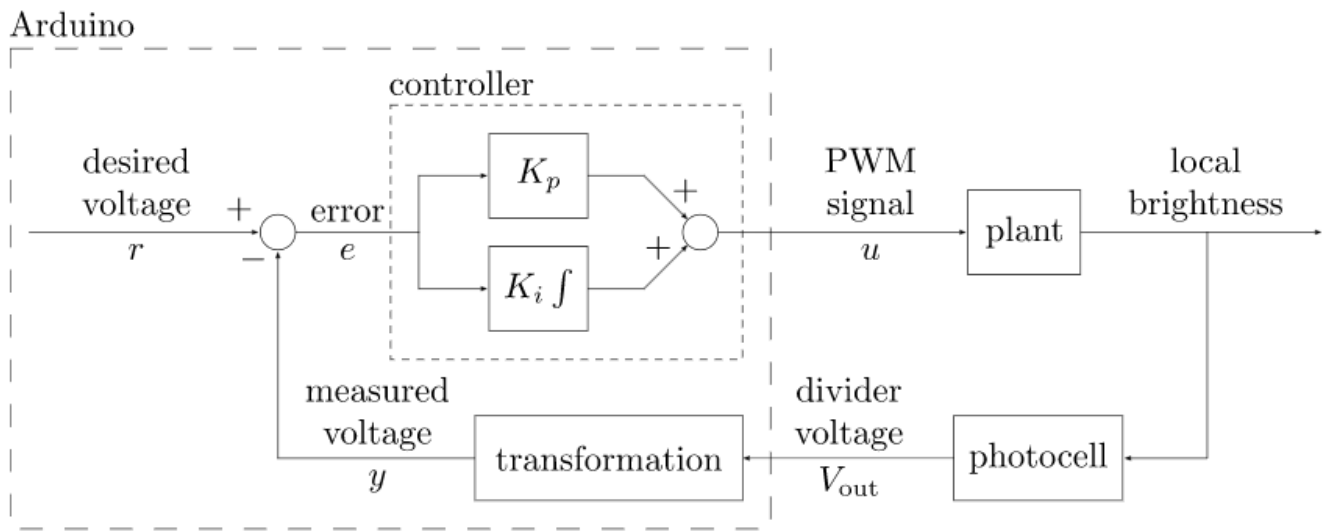 Arduino
controller
desired
voltage
r
+
−
error
e
K_p
K_i ∫
+
+
PWM
signal
u
plant
local
brightness
measured
voltage
y
transformation
divider
voltage
V_out
photocell